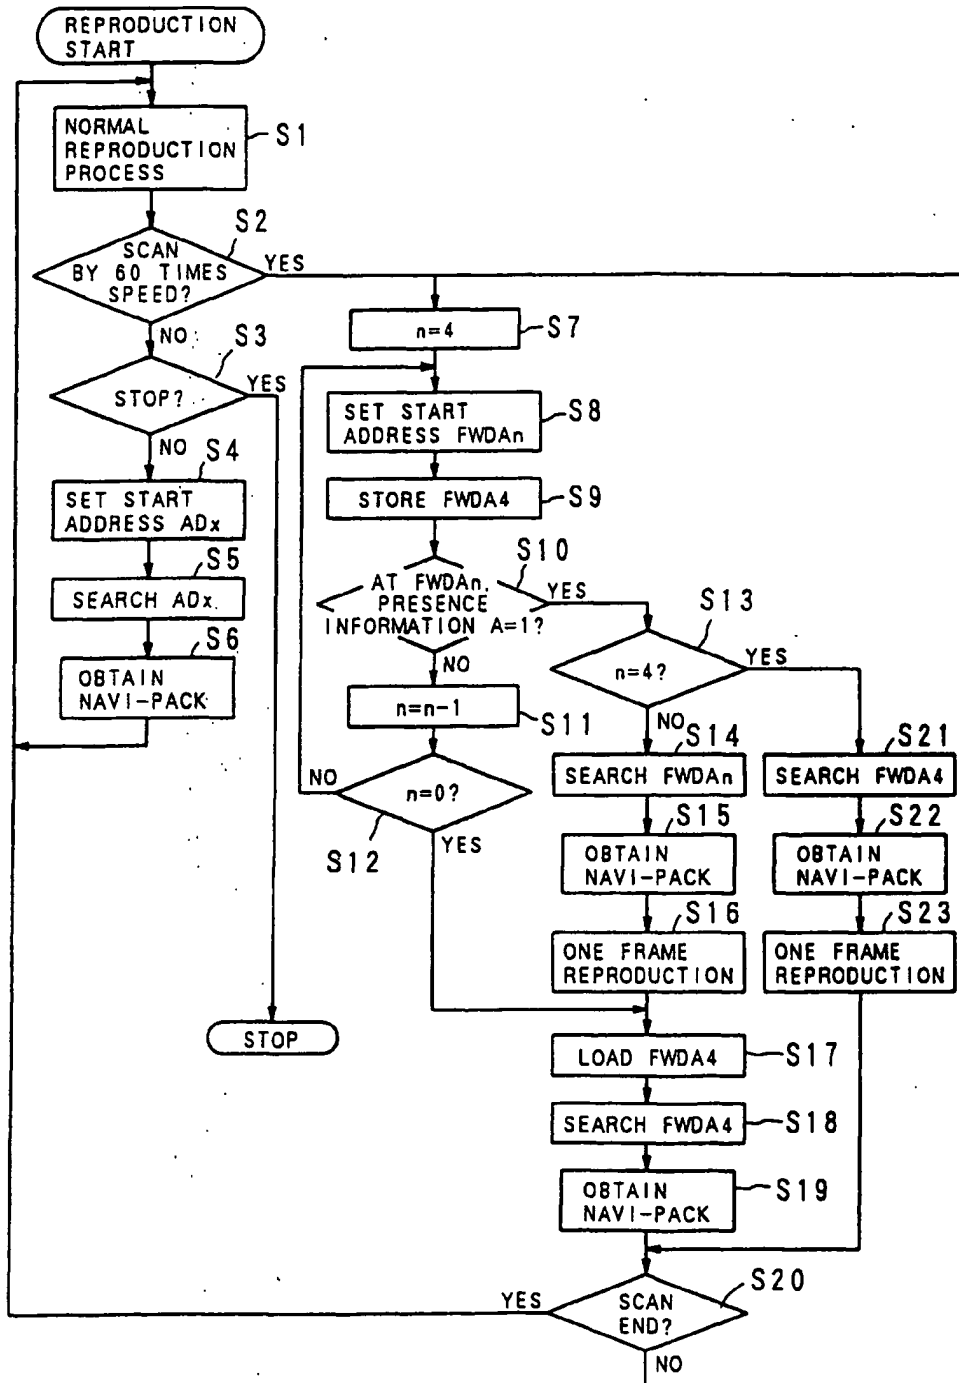 REPRODUCTION
START
NORMAL
REPRODUCTION
PROCESS
S1
S2
SCAN
BY 60 TIMES
SPEED?
YES
NO
S3
STOP?
YES
NO
S4
SET START
ADDRESS ADx
S5
SEARCH ADx
S6
OBTAIN
NAVI-PACK
STOP
n=4
S7
SET START
ADDRESS FWDAn
S8
STORE FWDA4
S9
S10
AT FWDAn,
PRESENCE
INFORMATION A=1?
YES
NO
n=n-1
S11
NO
n=0?
S12
YES
S13
n=4?
YES
NO
S14
SEARCH FWDAn
S15
OBTAIN
NAVI-PACK
S16
ONE FRAME
REPRODUCTION
S21
SEARCH FWDA4
S22
OBTAIN
NAVI-PACK
S23
ONE FRAME
REPRODUCTION
LOAD FWDA4
S17
SEARCH FWDA4
S18
OBTAIN
NAVI-PACK
S19
S20
YES
SCAN
END?
NO